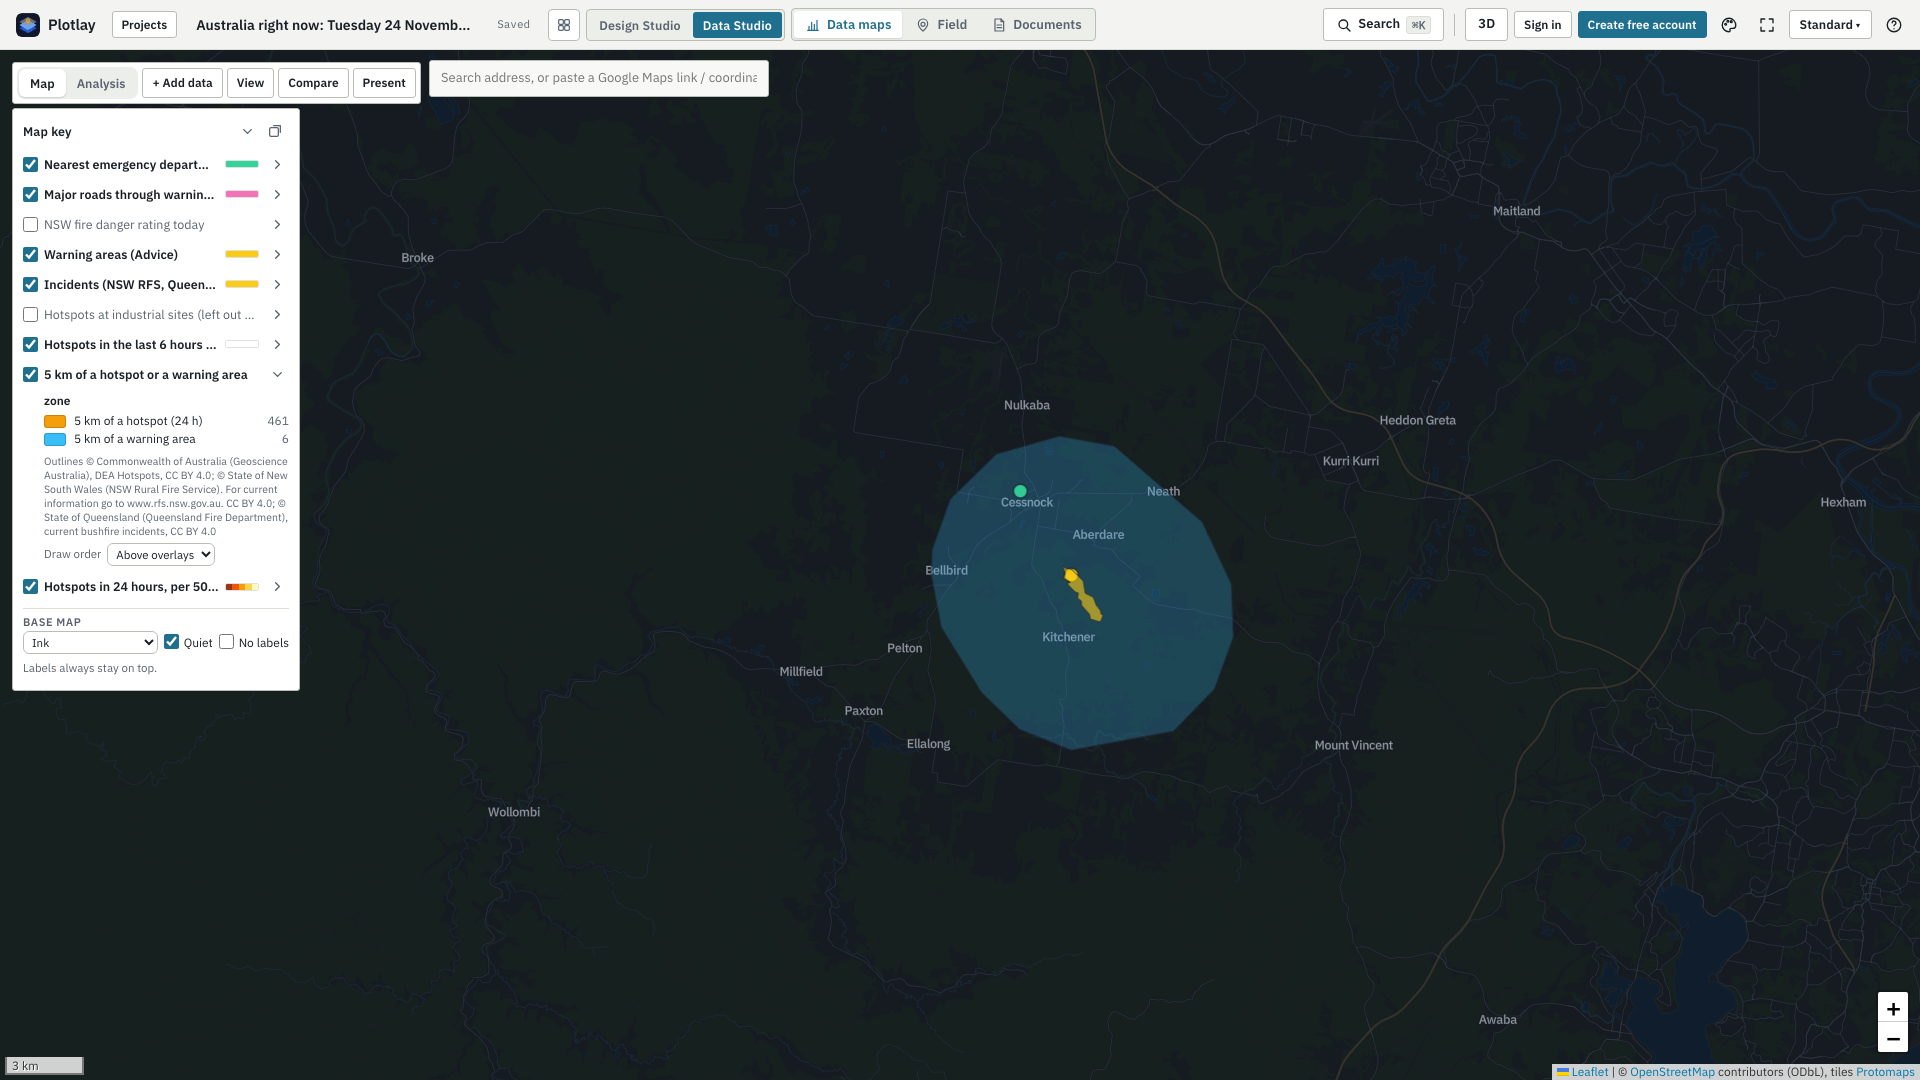 Plotlay
Projects
Australia right now: Tuesday 24 Novemb...
Saved
Design Studio
Data Studio
Data maps
Field
Documents
Search ⌘K
3D
Sign in
Create free account
Standard
Map
Analysis
+ Add data
View
Compare
Present
Search address, or paste a Google Maps link / coordina
Map key
Nearest emergency depart...
Major roads through warnin...
NSW fire danger rating today
Warning areas (Advice)
Incidents (NSW RFS, Queen...
Hotspots at industrial sites (left out ...
Hotspots in the last 6 hours ...
5 km of a hotspot or a warning area
zone
5 km of a hotspot (24 h) 461
5 km of a warning area 6
Outlines © Commonwealth of Australia (Geoscience
Australia), DEA Hotspots, CC BY 4.0; © State of New
South Wales (NSW Rural Fire Service). For current
information go to www.rfs.nsw.gov.au. CC BY 4.0; ©
State of Queensland (Queensland Fire Department),
current bushfire incidents, CC BY 4.0
Draw order Above overlays
Hotspots in 24 hours, per 50...
BASE MAP
Ink Quiet No labels
Labels always stay on top.
Maitland
Broke
Nulkaba
Heddon Greta
Kurri Kurri
Neath
Cessnock
Hexham
Aberdare
Bellbird
Kitchener
Pelton
Millfield
Paxton
Ellalong
Mount Vincent
Wollombi
Awaba
+
−
3 km
Leaflet | © OpenStreetMap contributors (ODbL), tiles Protomaps